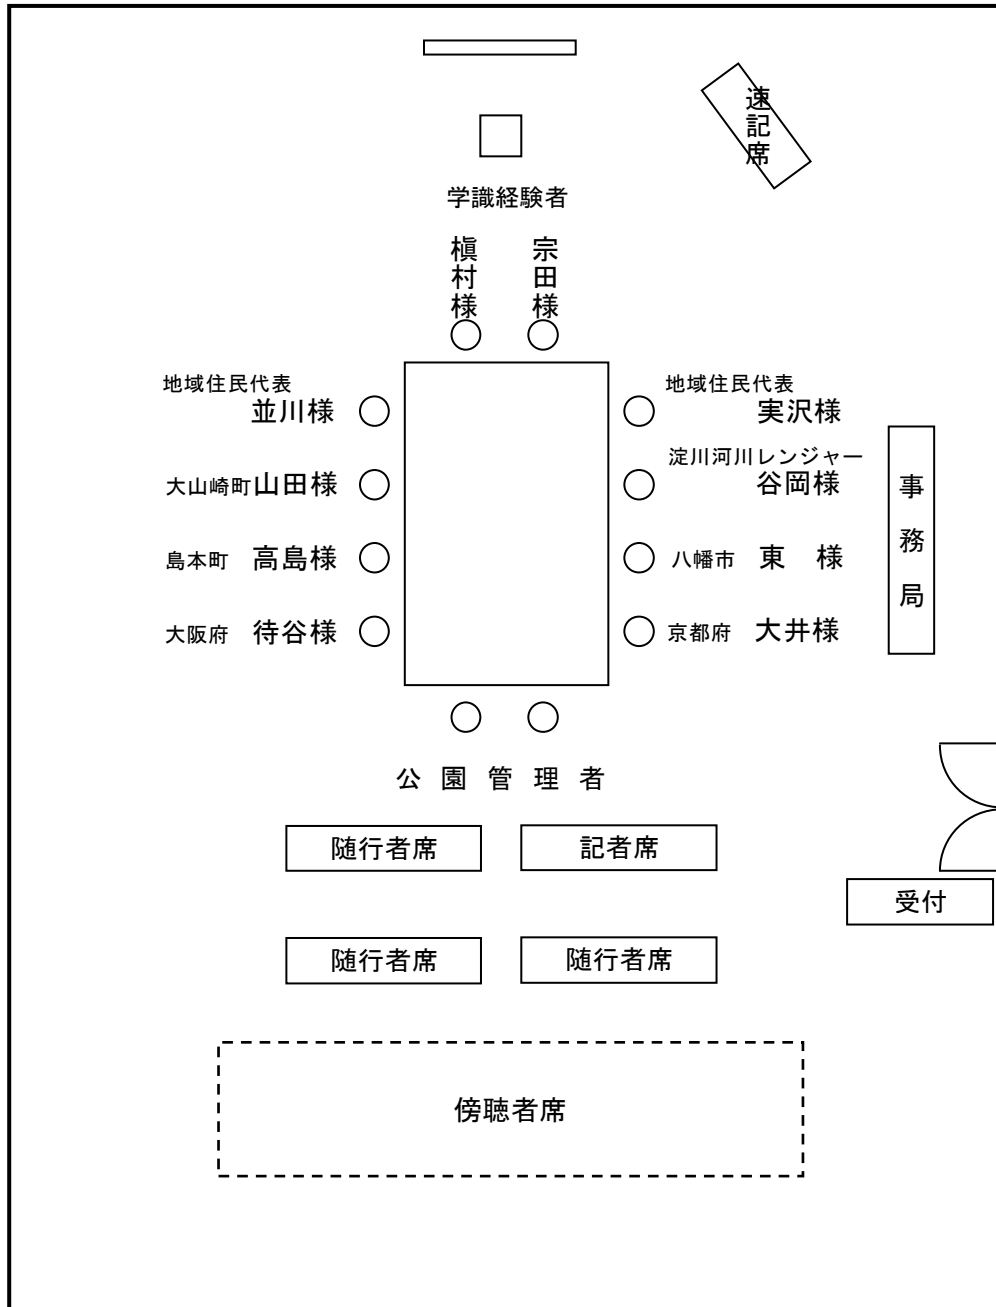 速記席
学識経験者
槇村様
宗田様
地域住民代表
並川様
地域住民代表
実沢様
淀川河川レンジャー
谷岡様
大山崎町 山田様
島本町 高島様
八幡市 東　様
大阪府 待谷様
京都府 大井様
事務局
公園管理者
随行者席
記者席
受付
随行者席
随行者席
傍聴者席